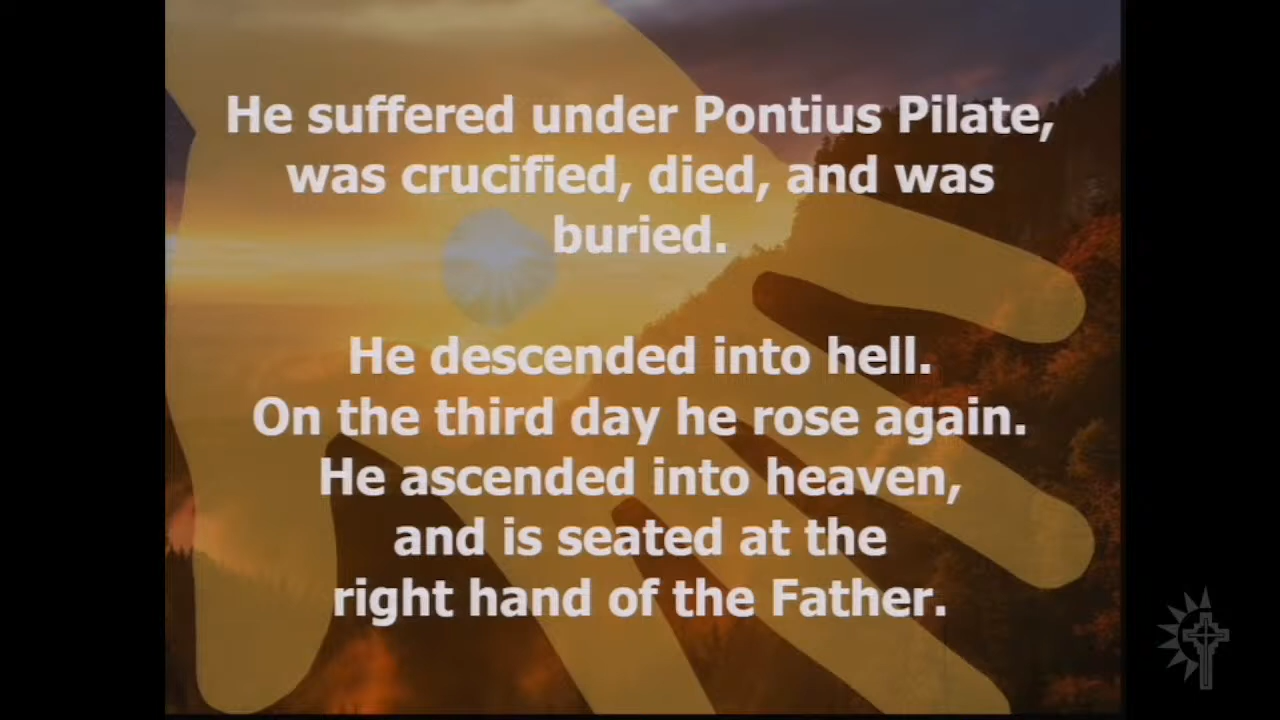 He suffered under Pontius Pilate,
was crucified, died, and was
buried.
He descended into hell.
On the third day he rose again.
He ascended into heaven,
and is seated at the
right hand of the Father.